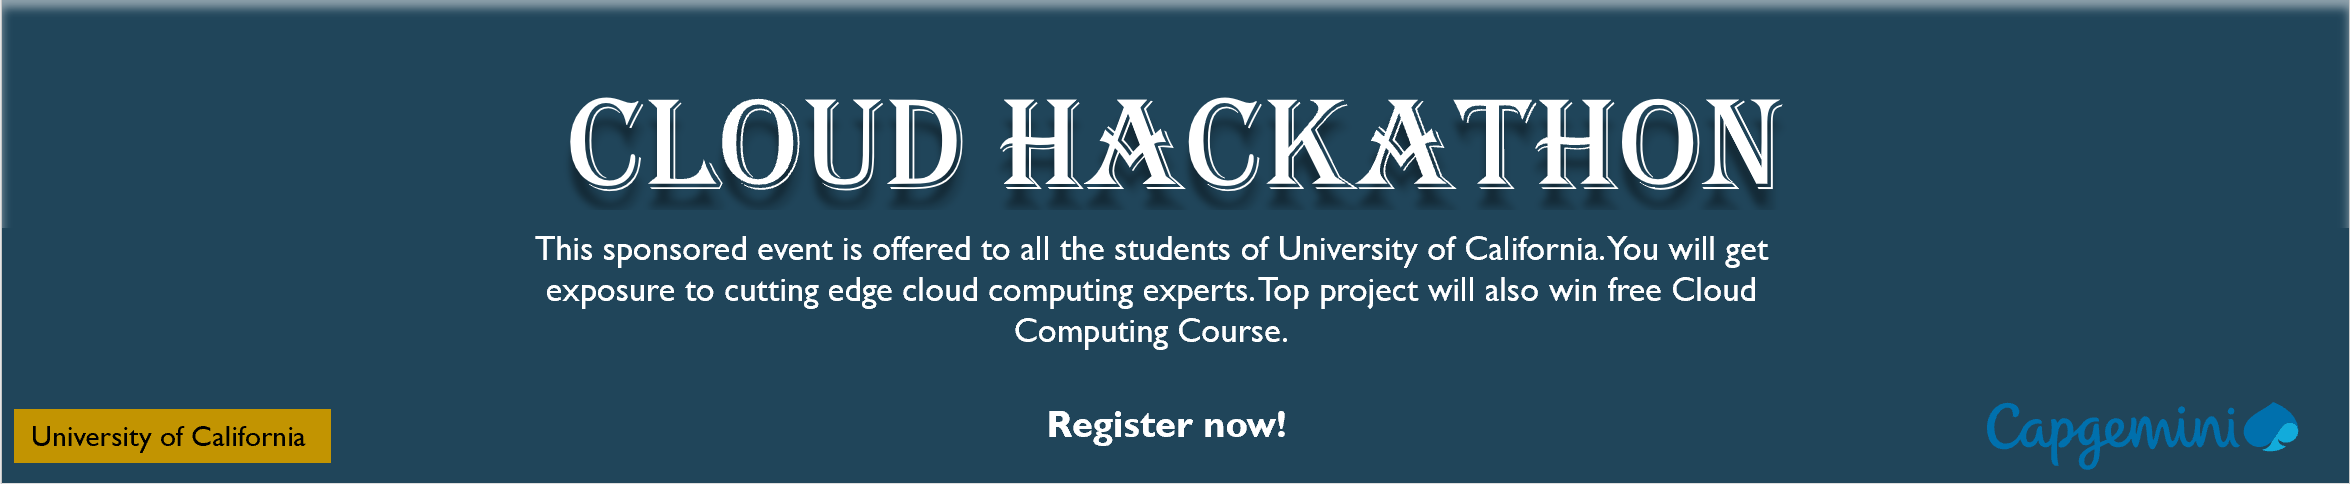 CLOUD HACKATHON
This sponsored event is offered to all the students of University of California. You will get
exposure to cutting edge cloud computing experts. Top project will also win free Cloud
Computing Course.
Register now!
University of California
Capgemini